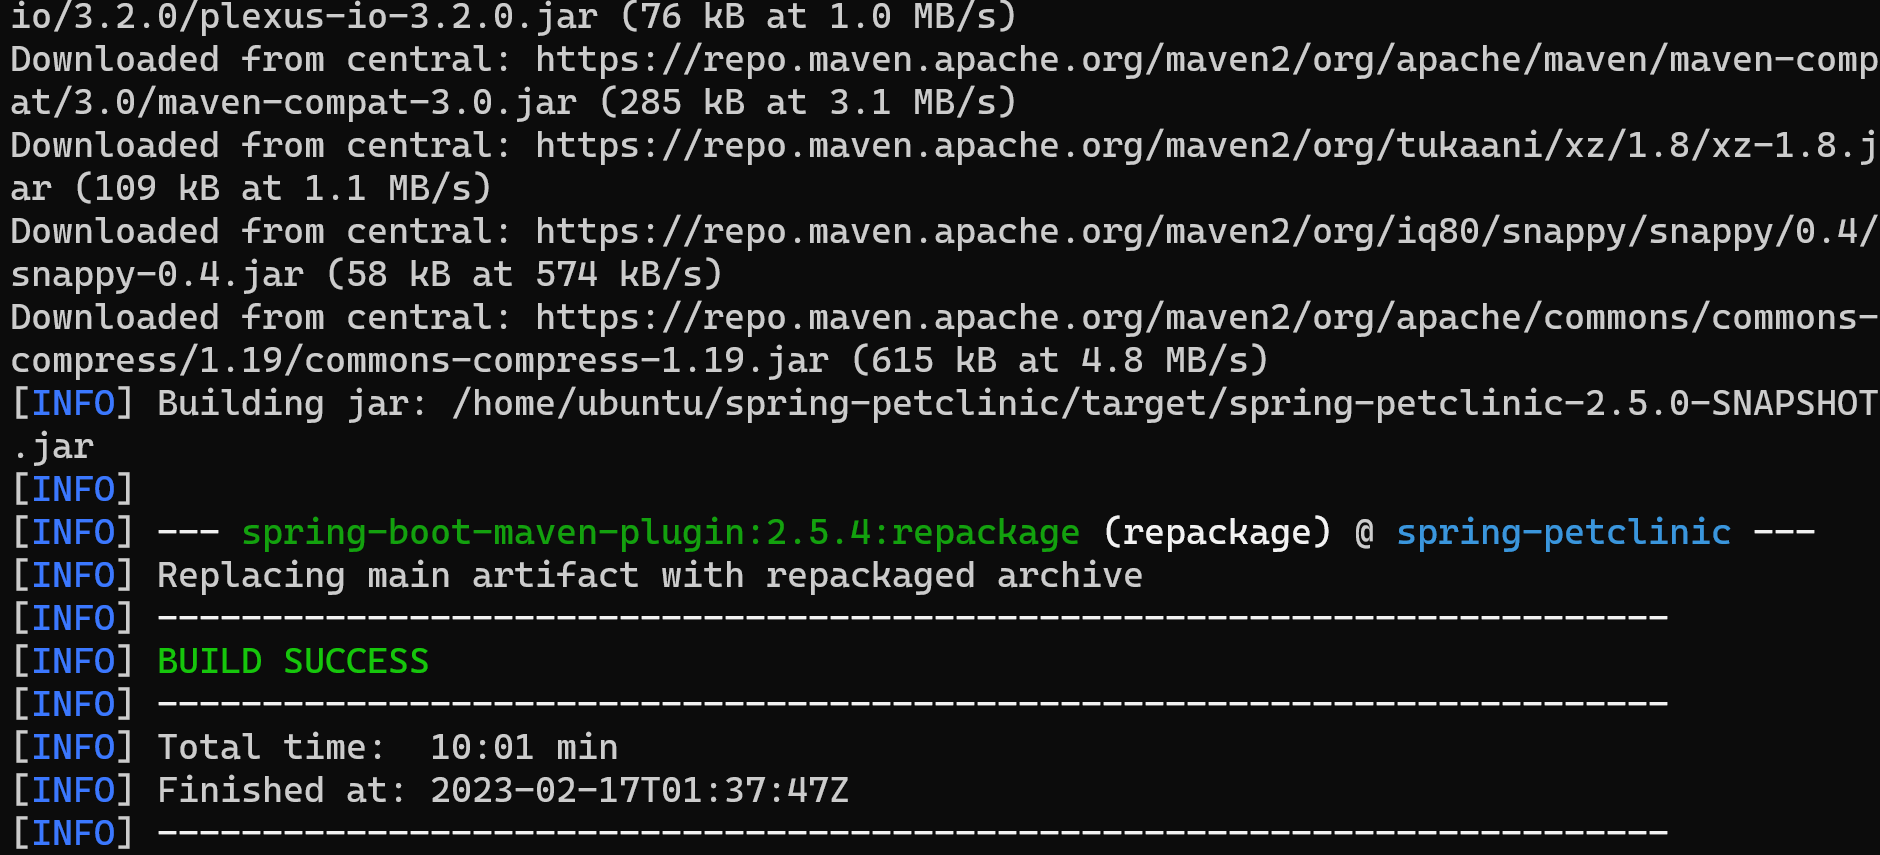 io/3.2.0/plexus-io-3.2.0.jar (76 kB at 1.0 MB/s)
Downloaded from central: https://repo.maven.apache.org/maven2/org/apache/maven/maven-comp
at/3.0/maven-compat-3.0.jar (285 kB at 3.1 MB/s)
Downloaded from central: https://repo.maven.apache.org/maven2/org/tukaani/xz/1.8/xz-1.8.j
ar (109 kB at 1.1 MB/s)
Downloaded from central: https://repo.maven.apache.org/maven2/org/iq80/snappy/snappy/0.4/
snappy-0.4.jar (58 kB at 574 kB/s)
Downloaded from central: https://repo.maven.apache.org/maven2/org/apache/commons/commons-
compress/1.19/commons-compress-1.19.jar (615 kB at 4.8 MB/s)
[INFO] Building jar: /home/ubuntu/spring-petclinic/target/spring-petclinic-2.5.0-SNAPSHOT
.jar
[INFO]
[INFO] --- spring-boot-maven-plugin:2.5.4:repackage (repackage) @ spring-petclinic ---
[INFO] Replacing main artifact with repackaged archive
[INFO] ------------------------------------------------------------------------
[INFO] BUILD SUCCESS
[INFO] ------------------------------------------------------------------------
[INFO] Total time:  10:01 min
[INFO] Finished at: 2023-02-17T01:37:47Z
[INFO] ------------------------------------------------------------------------